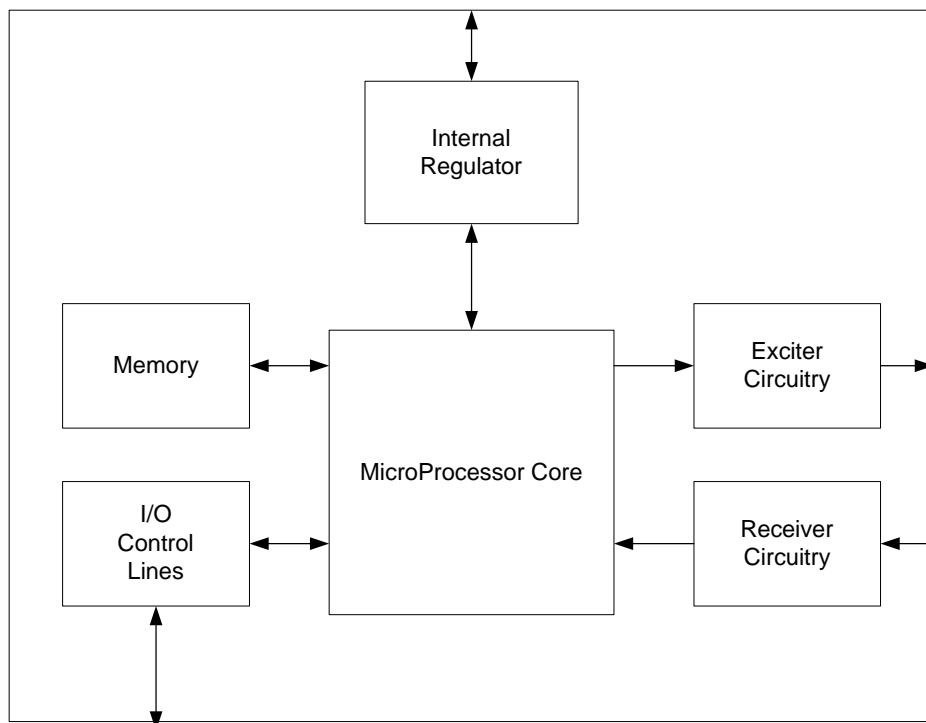 Internal
Regulator
Memory
Exciter
Circuitry
MicroProcessor Core
I/O
Control
Lines
Receiver
Circuitry